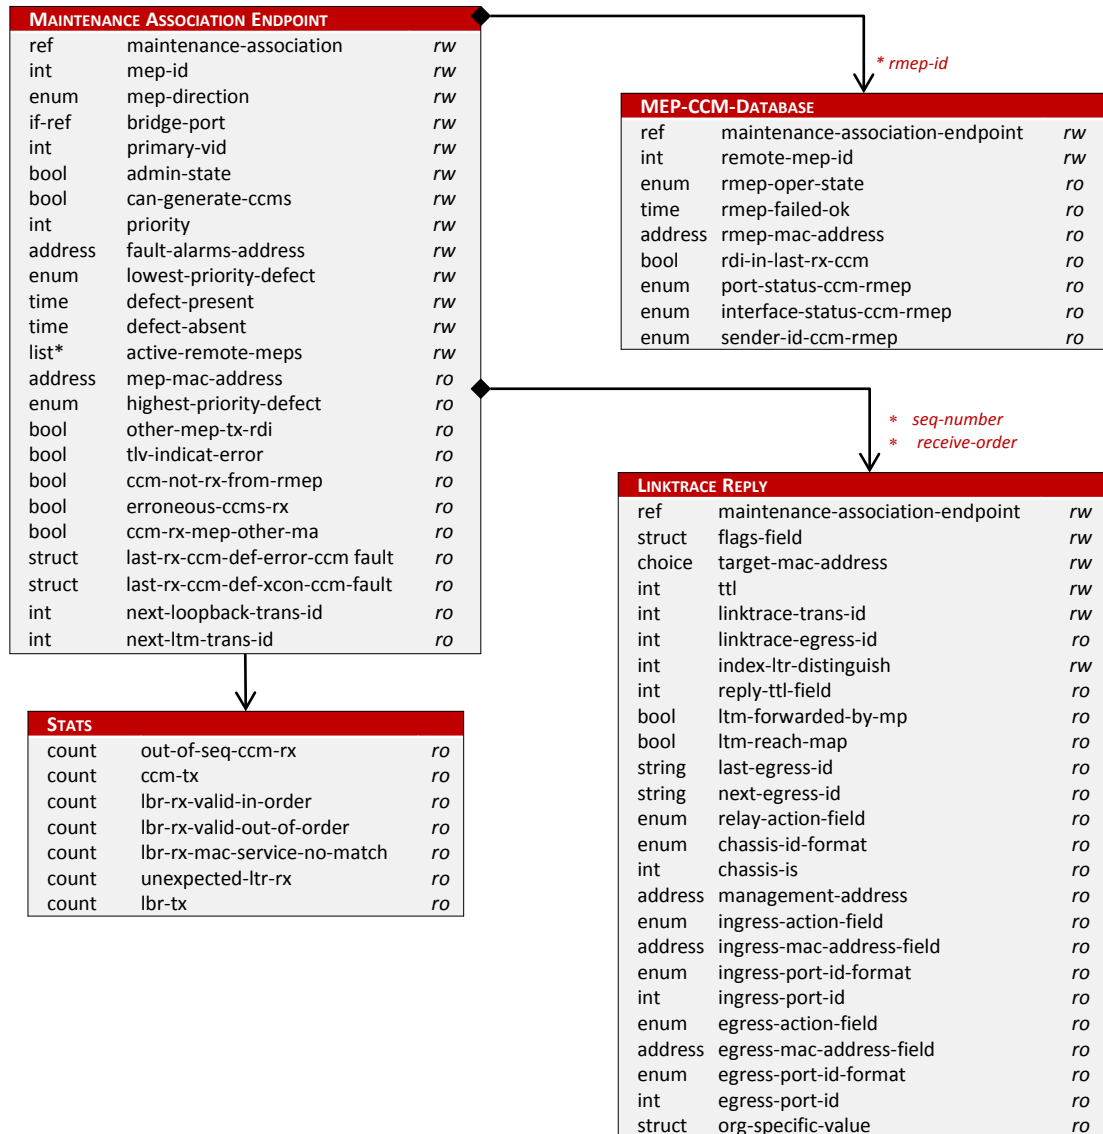 MAINTENANCE ASSOCIATION ENDPOINT
ref maintenance-association rw
int mep-id rw
enum mep-direction rw
if-ref bridge-port rw
int primary-vid rw
bool admin-state rw
bool can-generate-ccms rw
int priority rw
address fault-alarms-address rw
enum lowest-priority-defect rw
time defect-present rw
time defect-absent rw
list* active-remote-meps rw
address mep-mac-address ro
enum highest-priority-defect ro
bool other-mep-tx-rdi ro
bool tlv-indicat-error ro
bool ccm-not-rx-from-rmep ro
bool erroneous-ccms-rx ro
bool ccm-rx-mep-other-ma ro
struct last-rx-ccm-def-error-ccm fault ro
struct last-rx-ccm-def-xcon-ccm-fault ro
int next-loopback-trans-id ro
int next-ltm-trans-id ro
* rmep-id
MEP-CCM-DATABASE
ref maintenance-association-endpoint rw
int remote-mep-id rw
enum rmep-oper-state ro
time rmep-failed-ok ro
address rmep-mac-address ro
bool rdi-in-last-rx-ccm ro
enum port-status-ccm-rmep ro
enum interface-status-ccm-rmep ro
enum sender-id-ccm-rmep ro
* seq-number
* receive-order
STATS
count out-of-seq-ccm-rx ro
count ccm-tx ro
count lbr-rx-valid-in-order ro
count lbr-rx-valid-out-of-order ro
count lbr-rx-mac-service-no-match ro
count unexpected-ltr-rx ro
count lbr-tx ro
LINKTRACE REPLY
ref maintenance-association-endpoint rw
struct flags-field rw
choice target-mac-address rw
int ttl rw
int linktrace-trans-id rw
int linktrace-egress-id ro
int index-ltr-distinguish rw
int reply-ttl-field ro
bool ltm-forwarded-by-mp ro
bool ltm-reach-map ro
string last-egress-id ro
string next-egress-id ro
enum relay-action-field ro
enum chassis-id-format ro
int chassis-is ro
address management-address ro
enum ingress-action-field ro
address ingress-mac-address-field ro
enum ingress-port-id-format ro
int ingress-port-id ro
enum egress-action-field ro
address egress-mac-address-field ro
enum egress-port-id-format ro
int egress-port-id ro
struct org-specific-value ro